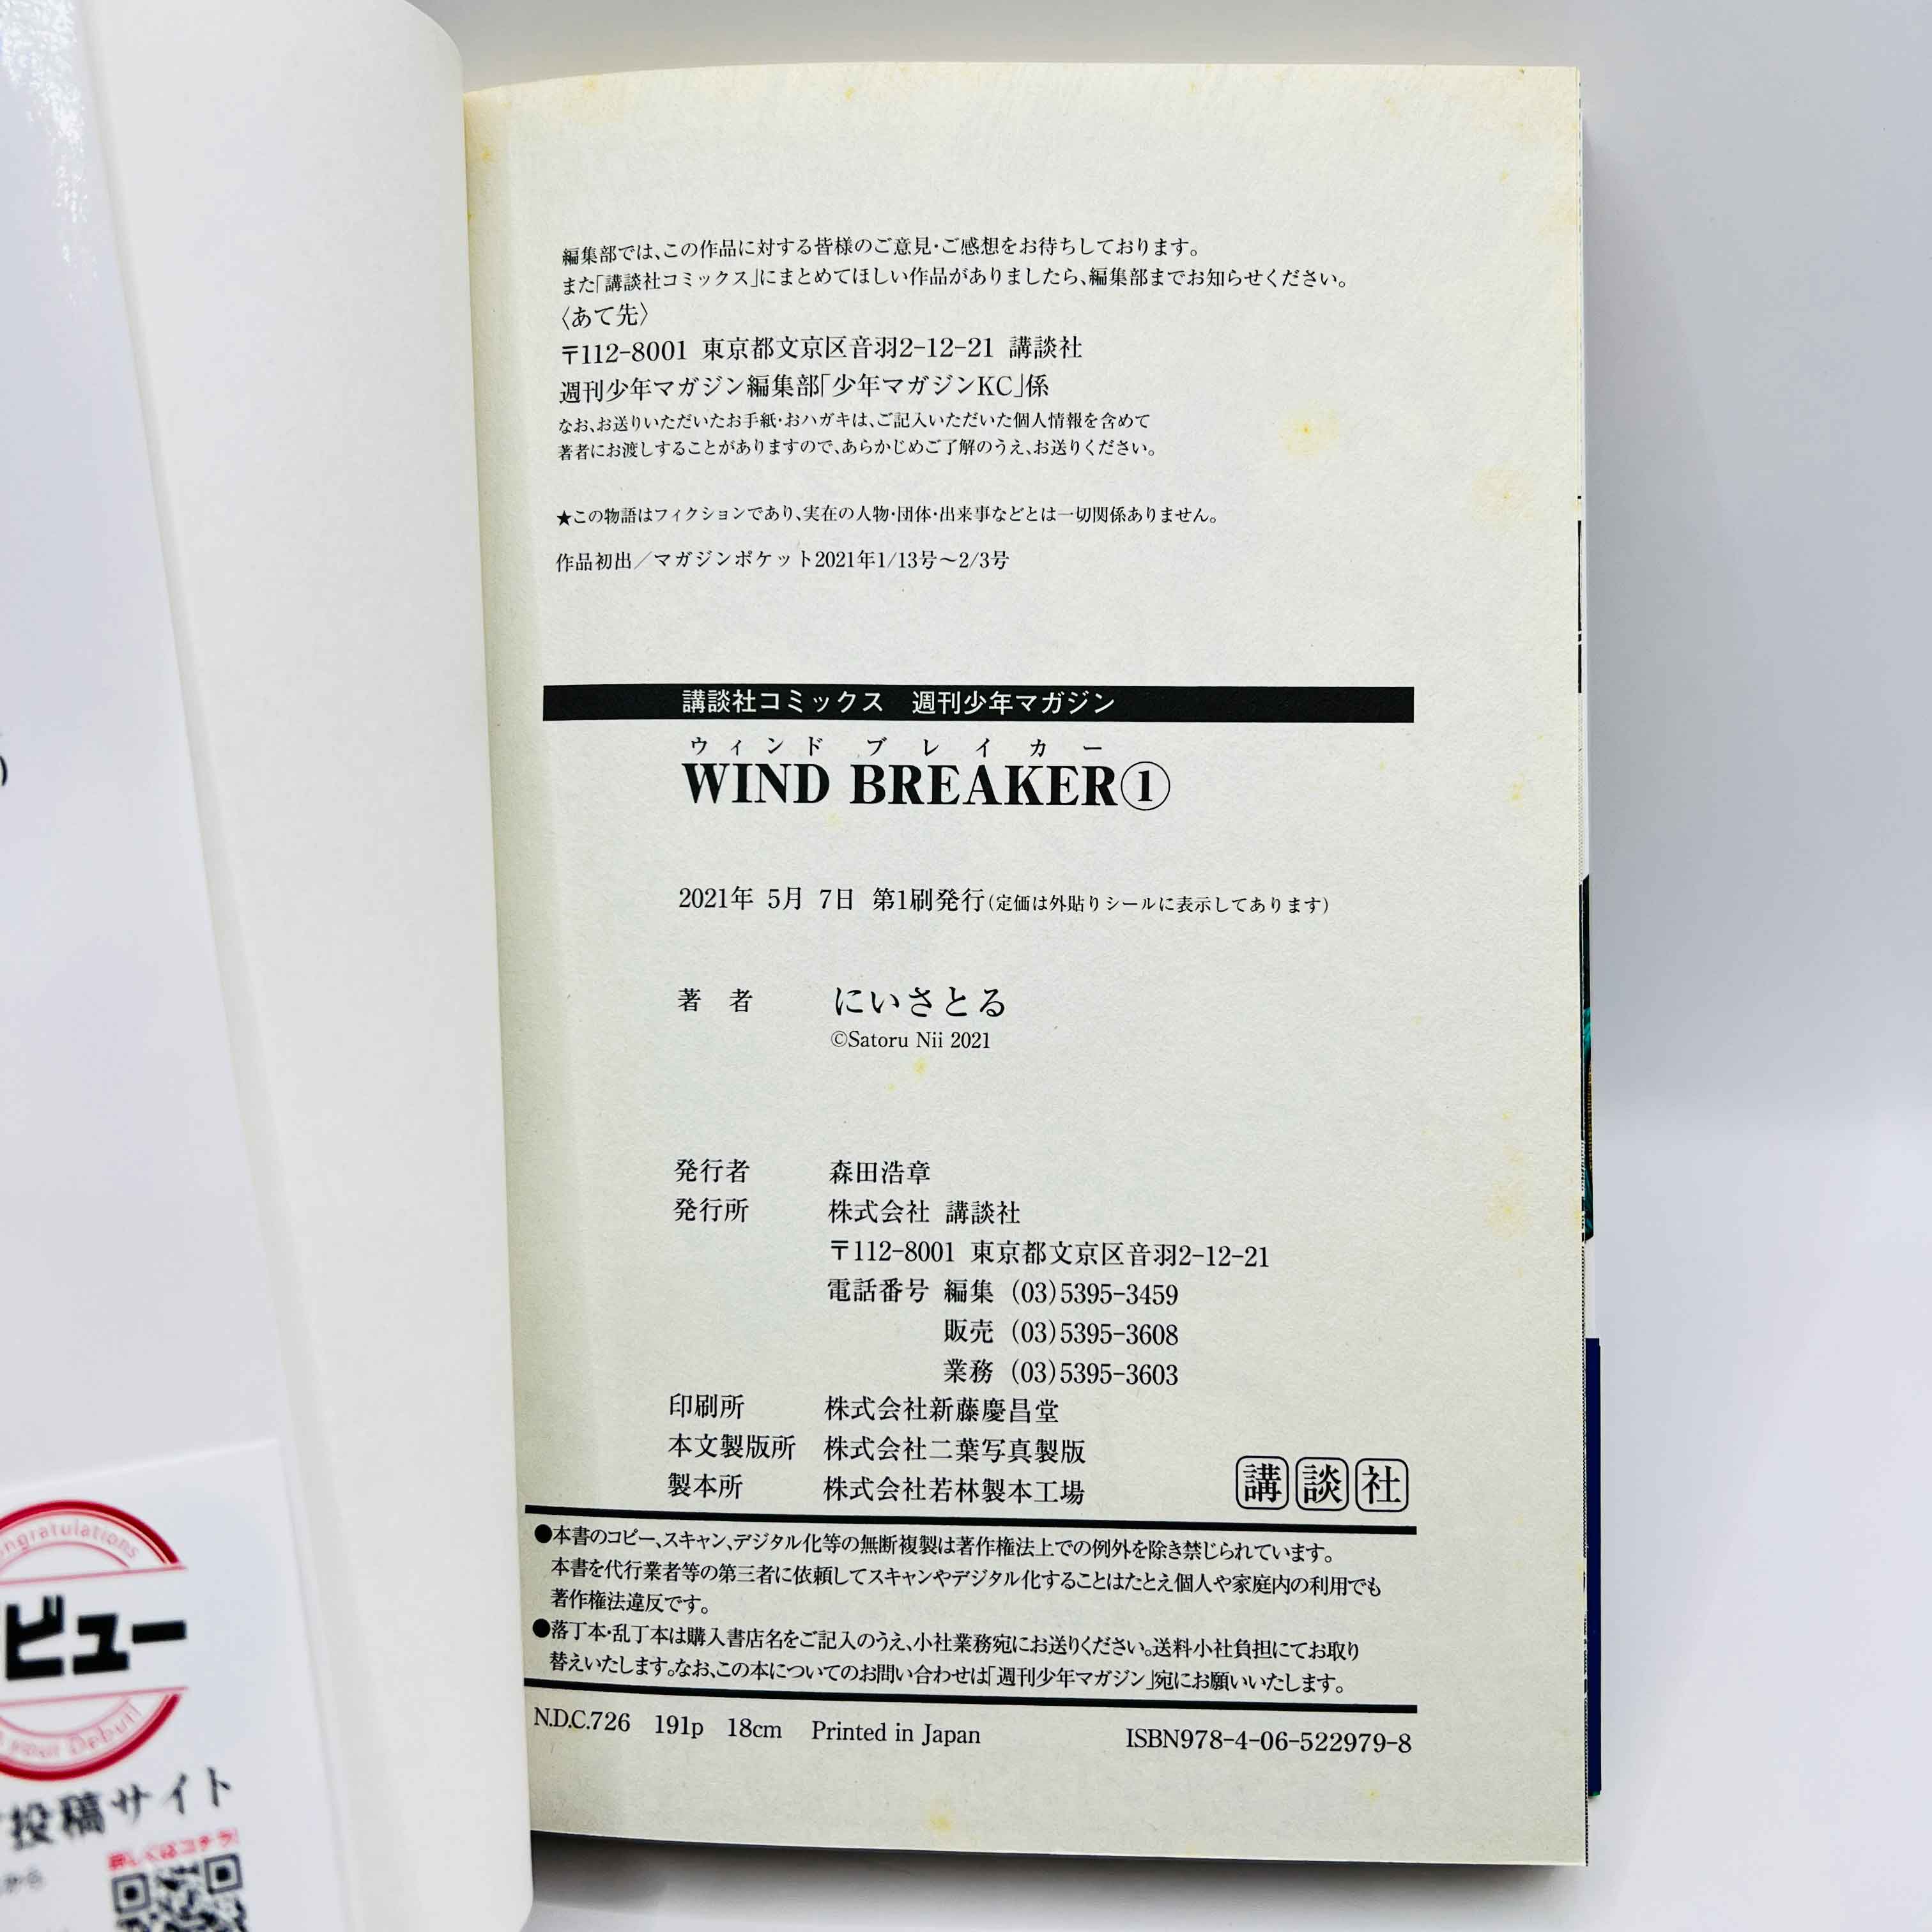 編集部では、この作品に対する皆様のご意見・ご感想をお待ちしております。
また「講談社コミックス」にまとめてほしい作品がありましたら、編集部までお知らせください。
〈あて先〉
〒112-8001 東京都文京区音羽2-12-21 講談社
週刊少年マガジン編集部「少年マガジンKC」係
なお、お送りいただいたお手紙・おハガキは、ご記入いただいた個人情報を含めて
著者にお渡しすることがありますので、あらかじめご了解のうえ、お送りください。
★この物語はフィクションであり、実在の人物・団体・出来事などとは一切関係ありません。
作品初出／マガジンポケット2021年1/13号〜2/3号
講談社コミックス 週刊少年マガジン
ウィンド ブレイカー
WIND BREAKER①
2021年 5月 7日 第1刷発行(定価は外貼りシールに表示してあります)
著 者 にいさとる
©Satoru Nii 2021
発行者 森田浩章
発行所 株式会社 講談社
〒112-8001 東京都文京区音羽2-12-21
電話番号 編集 (03)5395-3459
販売 (03)5395-3608
業務 (03)5395-3603
印刷所 株式会社新藤慶昌堂
本文製版所 株式会社二葉写真製版
製本所 株式会社若林製本工場
講談社
●本書のコピー、スキャン、デジタル化等の無断複製は著作権法上での例外を除き禁じられています。
本書を代行業者等の第三者に依頼してスキャンやデジタル化することはたとえ個人や家庭内の利用でも
著作権法違反です。
●落丁本・乱丁本は購入書店名をご記入のうえ、小社業務宛にお送りください。送料小社負担にてお取り
替えいたします。なお、この本についてのお問い合わせは「週刊少年マガジン」宛にお願いいたします。
N.D.C.726 191p 18cm Printed in Japan ISBN978-4-06-522979-8
ビュー
your Debut!
投稿サイト
詳しくはコチラ!
から